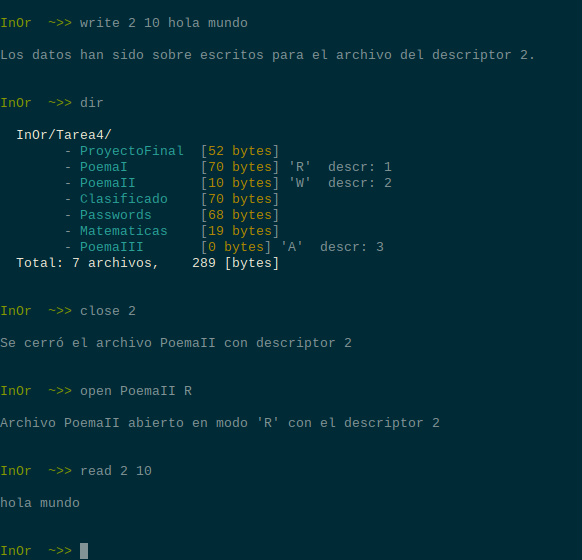 InOr  ~>> write 2 10 hola mundo
Los datos han sido sobre escritos para el archivo del descriptor 2.
InOr  ~>> dir
InOr/Tarea4/
- ProyectoFinal  [52 bytes]
- PoemaI         [70 bytes] 'R'  descr: 1
- PoemaII        [10 bytes] 'W'  descr: 2
- Clasificado    [70 bytes]
- Passwords      [68 bytes]
- Matematicas    [19 bytes]
- PoemaIII       [0 bytes] 'A'  descr: 3
Total: 7 archivos,    289 [bytes]
InOr  ~>> close 2
Se cerró el archivo PoemaII con descriptor 2
InOr  ~>> open PoemaII R
Archivo PoemaII abierto en modo 'R' con el descriptor 2
InOr  ~>> read 2 10
hola mundo
InOr  ~>>